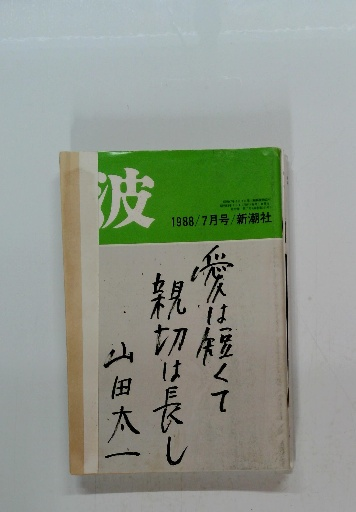 波
1988/7月号/新潮社
愛は短くて
親切は長し
山田太一